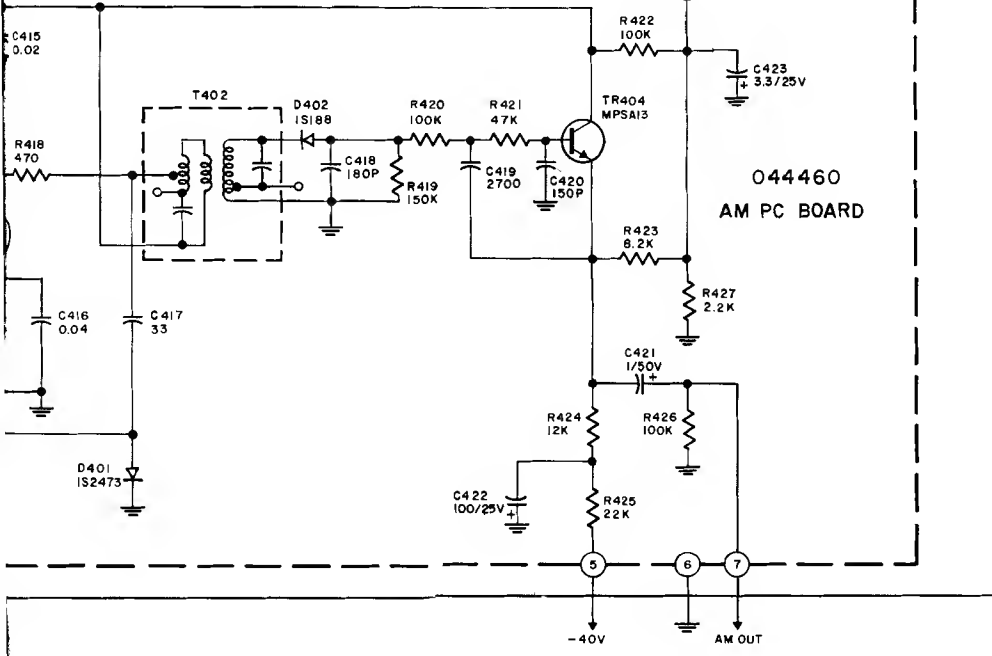 C415
0.02
R422
100K
C423
+ 3.3/25V
T402
D402
1S188
R420
100K
R421
47K
TR404
MPSA13
R418
470
C418
180P
R419
150K
C419
2700
C420
150P
044460
AM PC BOARD
R423
8.2K
R427
2.2K
C416
0.04
C417
33
C421
1/50V
+
R424
12K
R426
100K
D401
1S2473
C422
100/25V
+
R425
22K
5
6
7
-40V
AM OUT